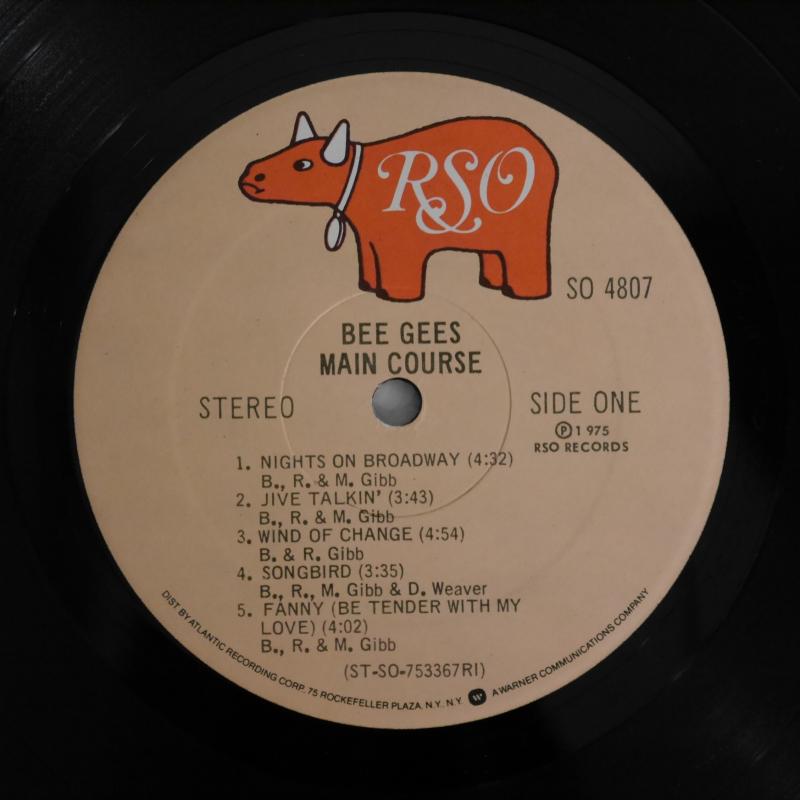 RSO
SO 4807
BEE GEES
MAIN COURSE
STEREO
SIDE ONE
Ⓟ 1975
RSO RECORDS
1. NIGHTS ON BROADWAY (4:32)
B., R. & M. Gibb
2. JIVE TALKIN' (3:43)
B., R. & M. Gibb
3. WIND OF CHANGE (4:54)
B. & R. Gibb
4. SONGBIRD (3:35)
B., R., M. Gibb & D. Weaver
5. FANNY (BE TENDER WITH MY
LOVE) (4:02)
B., R. & M. Gibb
(ST-SO-753367RI)
DIST. BY ATLANTIC RECORDING CORP. 75 ROCKEFELLER PLAZA, N.Y. N.Y. W A WARNER COMMUNICATIONS COMPANY